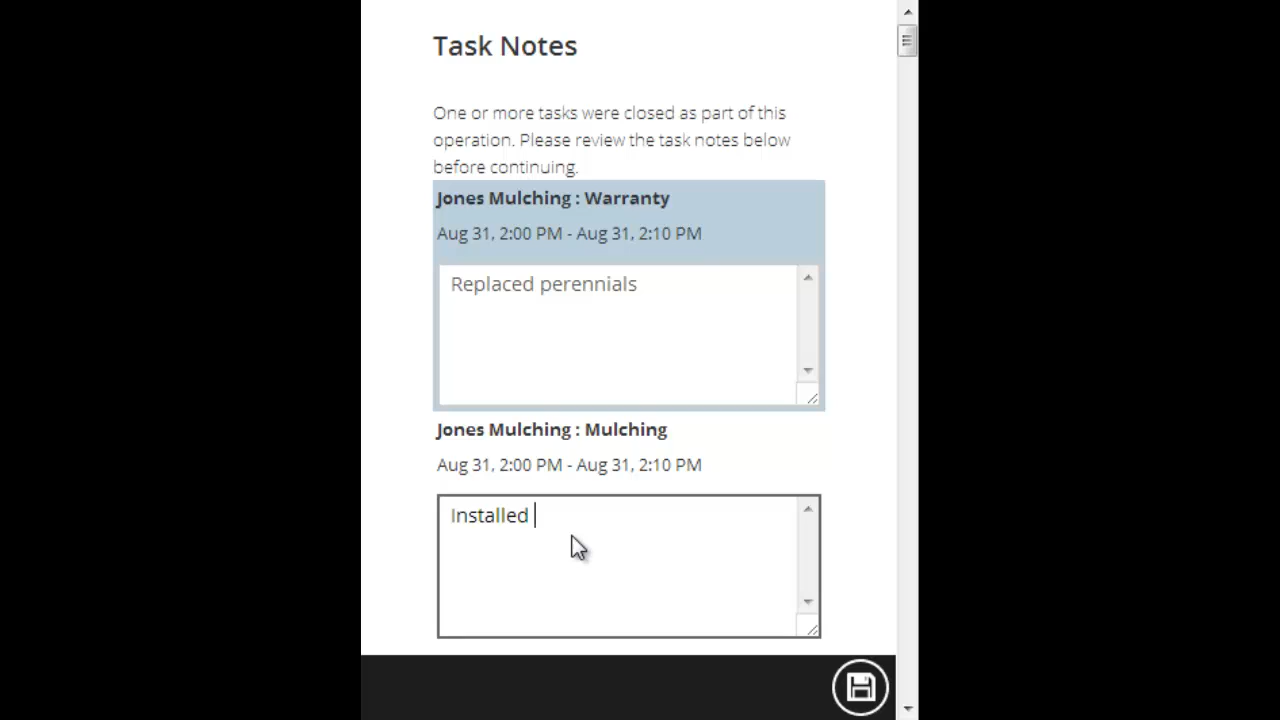 Task Notes
One or more tasks were closed as part of this
operation. Please review the task notes below
before continuing.
Jones Mulching : Warranty
Aug 31, 2:00 PM - Aug 31, 2:10 PM
Replaced perennials
Jones Mulching : Mulching
Aug 31, 2:00 PM - Aug 31, 2:10 PM
Installed